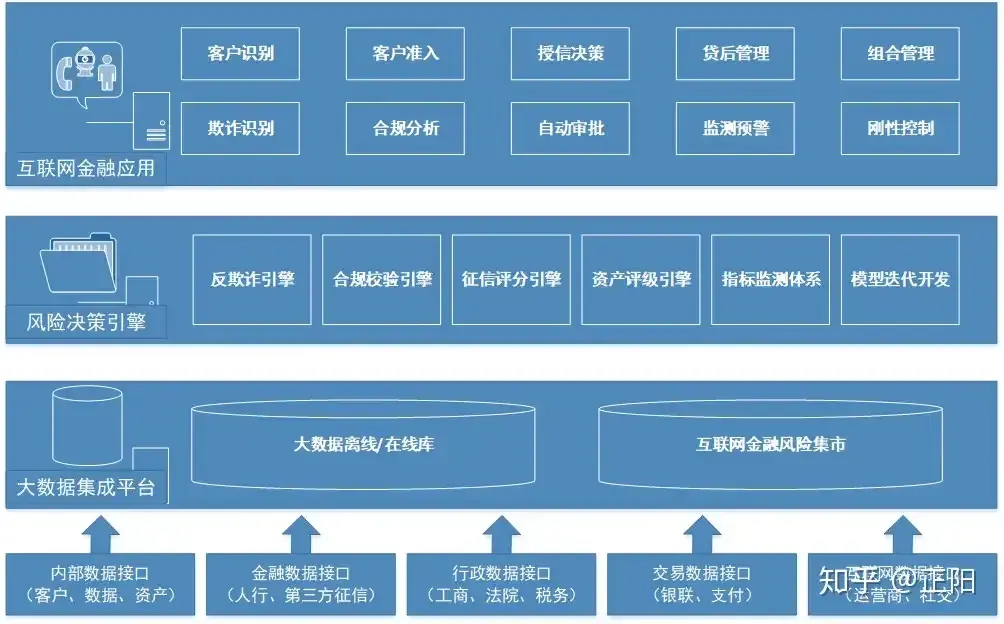 客户识别
客户准入
授信决策
贷后管理
组合管理
欺诈识别
合规分析
自动审批
监测预警
刚性控制
互联网金融应用
反欺诈引擎
合规校验引擎
征信评分引擎
资产评级引擎
指标监测体系
模型迭代开发
风险决策引擎
大数据离线/在线库
互联网金融风险集市
大数据集成平台
内部数据接口
（客户、数据、资产）
金融数据接口
（人行、第三方征信）
行政数据接口
（工商、法院、税务）
交易数据接口
（银联、支付）
互联网数据接口
（运营商、社交）
知乎 @正阳